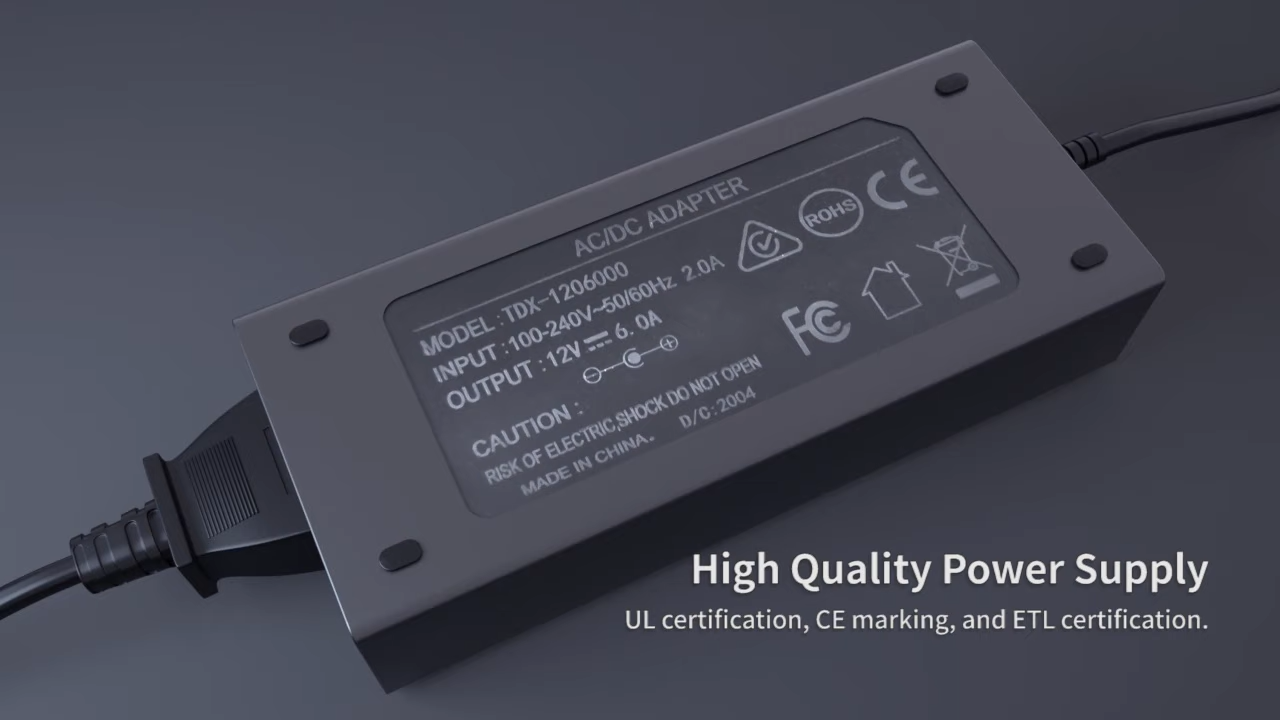 AC/DC ADAPTER
MODEL : TDX-1206000
INPUT : 100-240V~50/60Hz 2.0A
OUTPUT : 12V ⎓ 6.0A
CAUTION :
RISK OF ELECTRIC,SHOCK DO NOT OPEN
MADE IN CHINA. D/C:2004
ROHS
CE
FC
High Quality Power Supply
UL certification, CE marking, and ETL certification.